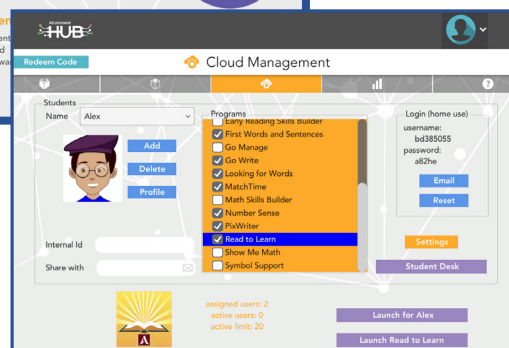 Attainment
HUB
Redeem Code
Cloud Management
?
Students
Name Alex
Add
Delete
Profile
Internal Id
Share with
Programs
Early Reading Skills Builder
First Words and Sentences
Go Manage
Go Write
Looking for Words
MatchTime
Math Skills Builder
Number Sense
PixWriter
Read to Learn
Show Me Math
Symbol Support
Login (home use)
username:
bd385055
password:
a82he
Email
Reset
Settings
Student Desk
A
assigned users: 2
active users: 0
active limit: 20
Launch for Alex
Launch Read to Learn